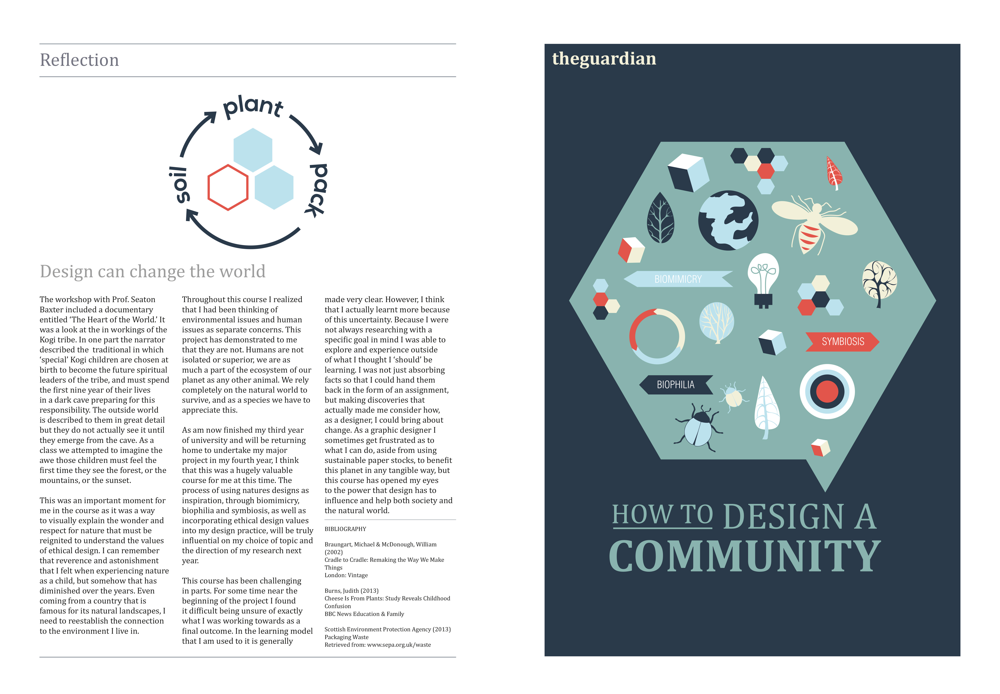 Reflection
plant
pack
soil
Design can change the world
The workshop with Prof. Seaton
Baxter included a documentary
entitled ‘The Heart of the World.’ It
was a look at the in workings of the
Kogi tribe. In one part the narrator
described the  traditional in which
‘special’ Kogi children are chosen at
birth to become the future spiritual
leaders of the tribe, and must spend
the first nine year of their lives
in a dark cave preparing for this
responsibility. The outside world
is described to them in great detail
but they do not actually see it until
they emerge from the cave. As a
class we attempted to imagine the
awe those children must feel the
first time they see the forest, or the
mountains, or the sunset.
This was an important moment for
me in the course as it was a way
to visually explain the wonder and
respect for nature that must be
reignited to understand the values
of ethical design. I can remember
that reverence and astonishment
that I felt when experiencing nature
as a child, but somehow that has
diminished over the years. Even
coming from a country that is
famous for its natural landscapes, I
need to reestablish the connection
to the environment I live in.
Throughout this course I realized
that I had been thinking of
environmental issues and human
issues as separate concerns. This
project has demonstrated to me
that they are not. Humans are not
isolated or superior, we are as
much a part of the ecosystem of our
planet as any other animal. We rely
completely on the natural world to
survive, and as a species we have to
appreciate this.
As am now finished my third year
of university and will be returning
home to undertake my major
project in my fourth year, I think
that this was a hugely valuable
course for me at this time. The
process of using natures designs as
inspiration, through biomimicry,
biophilia and symbiosis, as well as
incorporating ethical design values
into my design practice, will be truly
influential on my choice of topic and
the direction of my research next
year.
This course has been challenging
in parts. For some time near the
beginning of the project I found
it difficult being unsure of exactly
what I was working towards as a
final outcome. In the learning model
that I am used to it is generally
made very clear. However, I think
that I actually learnt more because
of this uncertainty. Because I were
not always researching with a
specific goal in mind I was able to
explore and experience outside
of what I thought I ‘should’ be
learning. I was not just absorbing
facts so that I could hand them
back in the form of an assignment,
but making discoveries that
actually made me consider how,
as a designer, I could bring about
change. As a graphic designer I
sometimes get frustrated as to
what I can do, aside from using
sustainable paper stocks, to benefit
this planet in any tangible way, but
this course has opened my eyes
to the power that design has to
influence and help both society and
the natural world.
BIBLIOGRAPHY
Braungart, Michael & McDonough, William
(2002)
Cradle to Cradle: Remaking the Way We Make
Things
London: Vintage
Burns, Judith (2013)
Cheese Is From Plants: Study Reveals Childhood
Confusion
BBC News Education & Family
Scottish Environment Protection Agency (2013)
Packaging Waste
Retrieved from: www.sepa.org.uk/waste
theguardian
BIOMIMICRY
SYMBIOSIS
BIOPHILIA
HOW TO DESIGN A
COMMUNITY